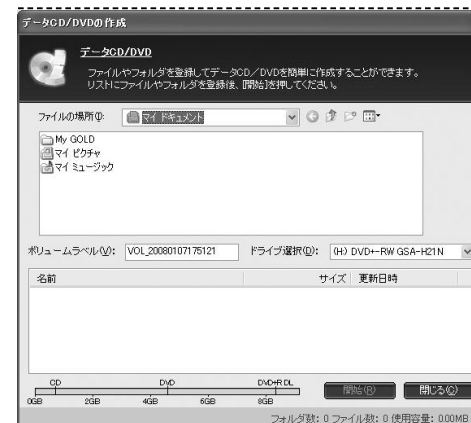 データCD/DVDの作成
データCD/DVD
ファイルやフォルダを登録してデータCD／DVDを簡単に作成することができます。
リストにファイルやフォルダを登録後、[開始]を押してください。
ファイルの場所(I): マイ ドキュメント
My GOLD
マイ ピクチャ
マイ ミュージック
ボリュームラベル(V): VOL_20080107175121 ドライブ選択(D): (H:) DVD+-RW GSA-H21N
名前 サイズ 更新日時
CD DVD DVD+R DL
0GB 2GB 4GB 6GB 8GB
開始(R) 閉じる(C)
フォルダ数: 0 ファイル数: 0 使用容量: 0.00MB